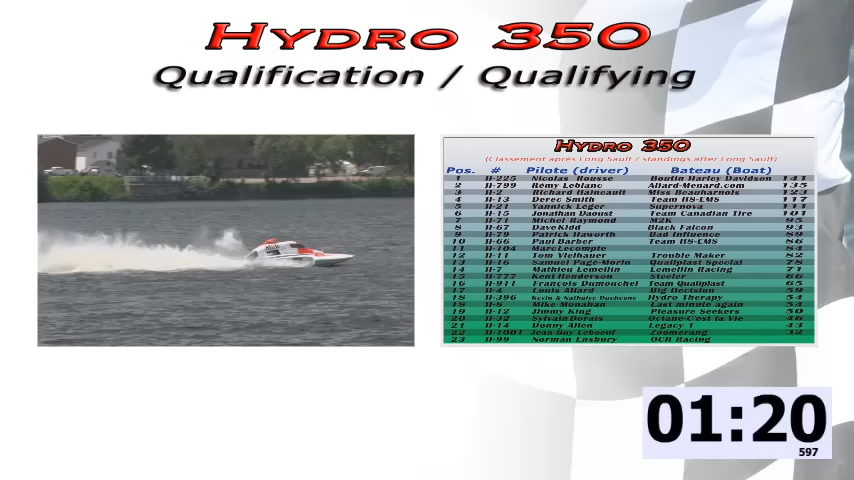 Hydro 350
Qualification / Qualifying
Hydro 350
(Classement après Long Sault / standings after Long Sault)
Pos. # Pilote (driver) Bateau (Boat)
1 H-225 Nicolas Rousse Boutin Harley Davidson 141
2 H-799 Rémy Leblanc Allard-Menard.com 135
3 H-2 Richard Hainault Miss Beauharnois 123
4 H-13 Derec Smith Team HS-EMS 117
5 H-21 Yannick Léger Supernova 111
6 H-15 Jonathan Daoust Team Canadian Tire 101
7 H-71 Michel Raymond M2K 95
8 H-67 Dave Kidd Black Falcon 93
9 H-79 Patrick Haworth Bad Influence 89
10 H-66 Paul Barber Team HS-EMS 86
11 H-104 Marc Lecompte 84
12 H-11 Tom Vielhauer Trouble Maker 82
13 H-16 Samuel Page-Morin Qualiplast Special 78
14 H-7 Mathieu Lemellin Lemellin Racing 71
15 H-777 Kent Henderson Steeler 66
16 H-911 François Dumouchel Team Qualiplast 65
17 H-4 Louis Allard Big Decision 59
18 H-396 Kevin & Nathalye Duchesne Hydro Therapy 54
18 H-8 Mike Monahan Last minute again 54
19 H-12 Jimmy King Pleasure Seekers 50
20 H-32 Sylvain Dorais Octane-C'est la Vie
21 H-14 Donny Allen Legacy 1 43
22 H-1001 Jean-Guy Leboeuf Zoomerang 32
23 H-99 Norman Ensbury OCR Racing
01:20
597